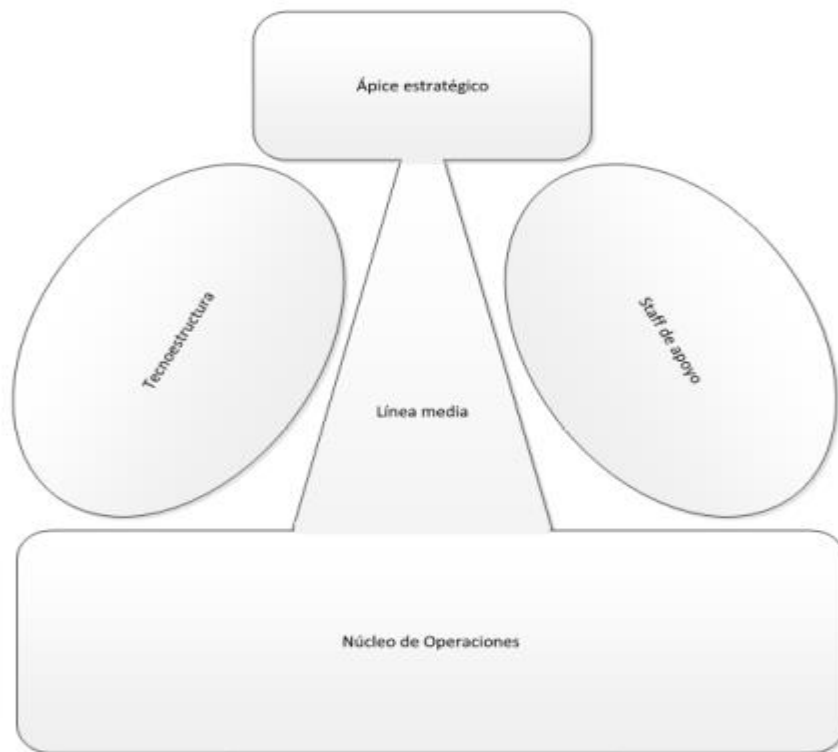 Ápice estratégico
Tecnoestructura
Staff de apoyo
Línea media
Núcleo de Operaciones